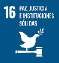 16 PAZ, JUSTICIA
E INSTITUCIONES
SÓLIDAS